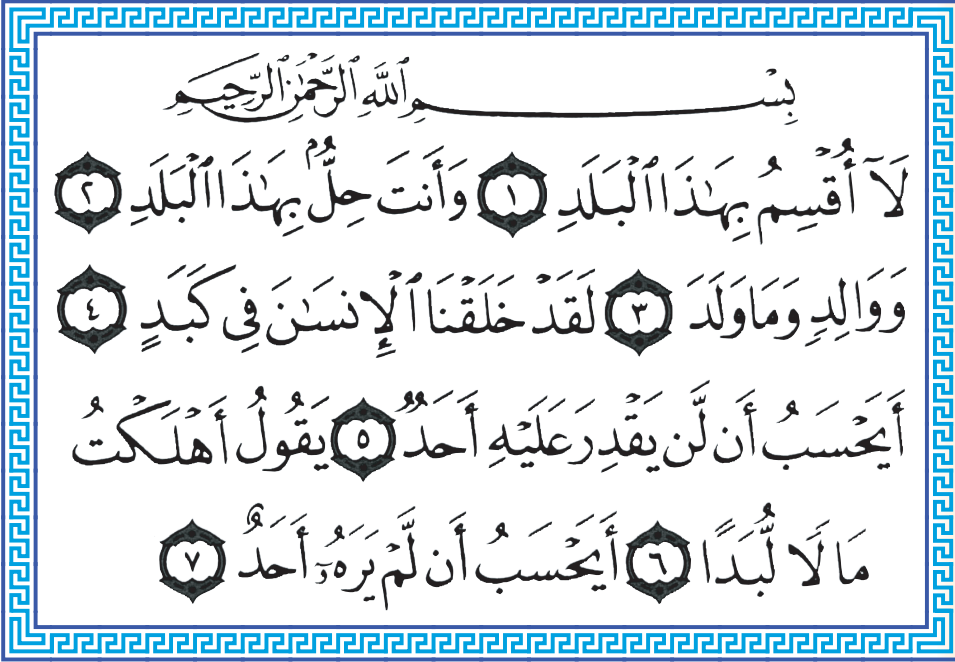 بِسْمِ ٱللَّهِ ٱلرَّحْمَٰنِ ٱلرَّحِيمِ
لَآ أُقْسِمُ بِهَٰذَا ٱلْبَلَدِ ١ وَأَنتَ حِلٌّۢ بِهَٰذَا ٱلْبَلَدِ ٢
وَوَالِدٍ وَمَا وَلَدَ ٣ لَقَدْ خَلَقْنَا ٱلْإِنسَٰنَ فِى كَبَدٍ ٤
أَيَحْسَبُ أَن لَّن يَقْدِرَ عَلَيْهِ أَحَدٌ ٥ يَقُولُ أَهْلَكْتُ
مَالًا لُّبَدًا ٦ أَيَحْسَبُ أَن لَّمْ يَرَهُۥٓ أَحَدٌ ٧